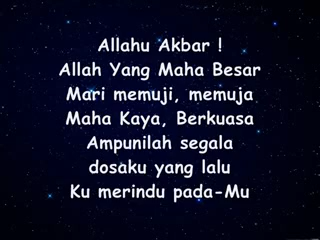 Allahu Akbar !
Allah Yang Maha Besar
Mari memuji, memuja
Maha Kaya, Berkuasa
Ampunilah segala
dosaku yang lalu
Ku merindu pada-Mu